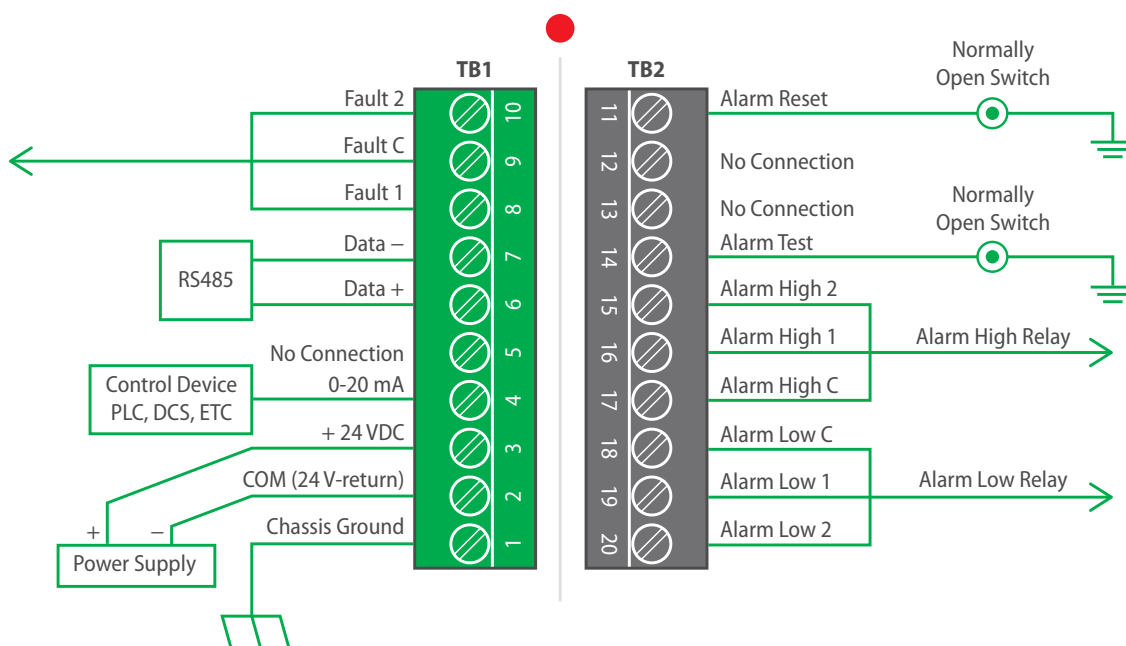 TB1
Fault 2
10
Fault C
9
Fault 1
8
Data –
7
RS485
Data +
6
No Connection
5
0-20 mA
4
Control Device
PLC, DCS, ETC
+ 24 VDC
3
COM (24 V-return)
2
Chassis Ground
1
+ –
Power Supply
TB2
11
Alarm Reset
Normally
Open Switch
12
No Connection
13
No Connection
14
Alarm Test
Normally
Open Switch
15
Alarm High 2
16
Alarm High 1
Alarm High Relay
17
Alarm High C
18
Alarm Low C
19
Alarm Low 1
Alarm Low Relay
20
Alarm Low 2